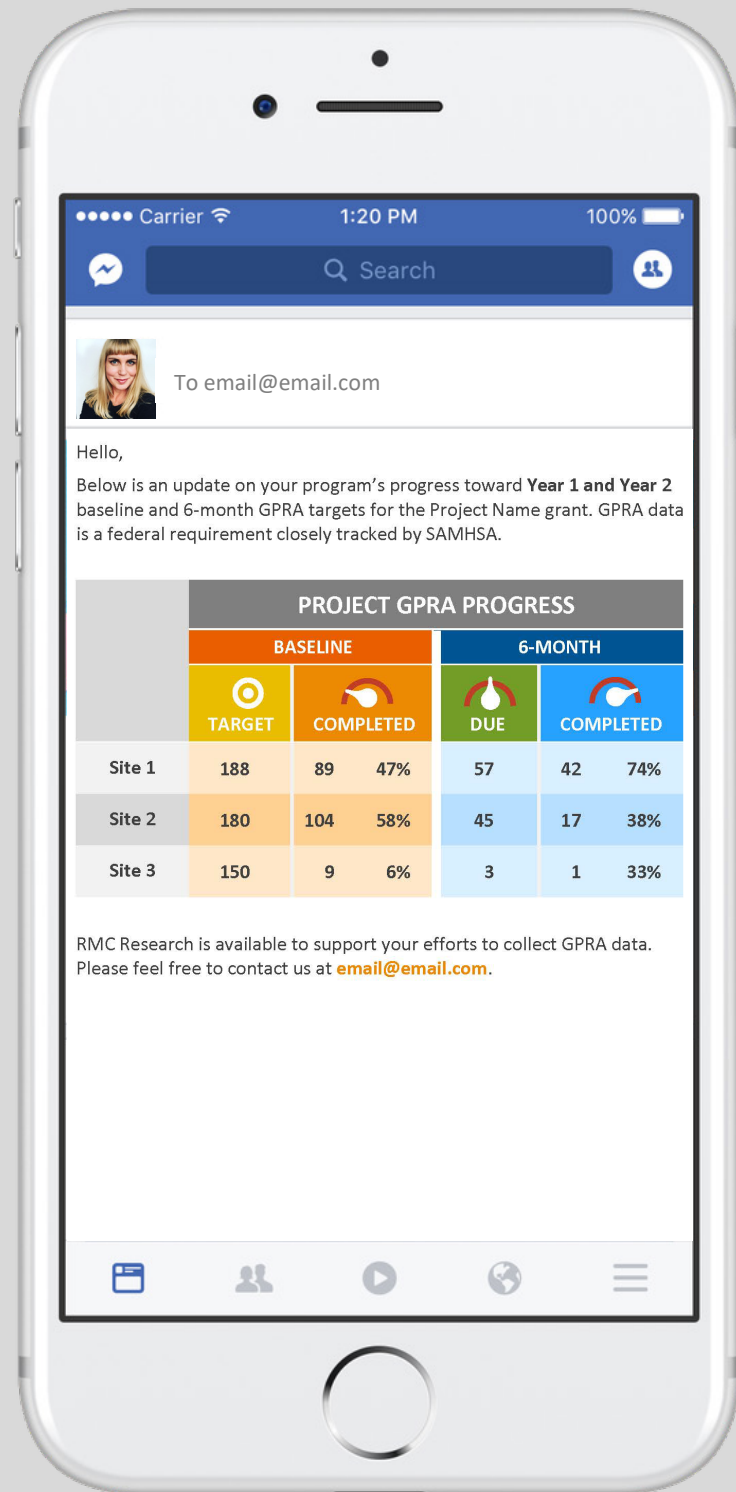 ●●●●● Carrier 1:20 PM 100%
Search
To email@email.com
Hello,
Below is an update on your program’s progress toward Year 1 and Year 2
baseline and 6-month GPRA targets for the Project Name grant. GPRA data
is a federal requirement closely tracked by SAMHSA.
PROJECT GPRA PROGRESS
BASELINE 6-MONTH
TARGET COMPLETED DUE COMPLETED
Site 1 188 89 47% 57 42 74%
Site 2 180 104 58% 45 17 38%
Site 3 150 9 6% 3 1 33%
RMC Research is available to support your efforts to collect GPRA data.
Please feel free to contact us at email@email.com.